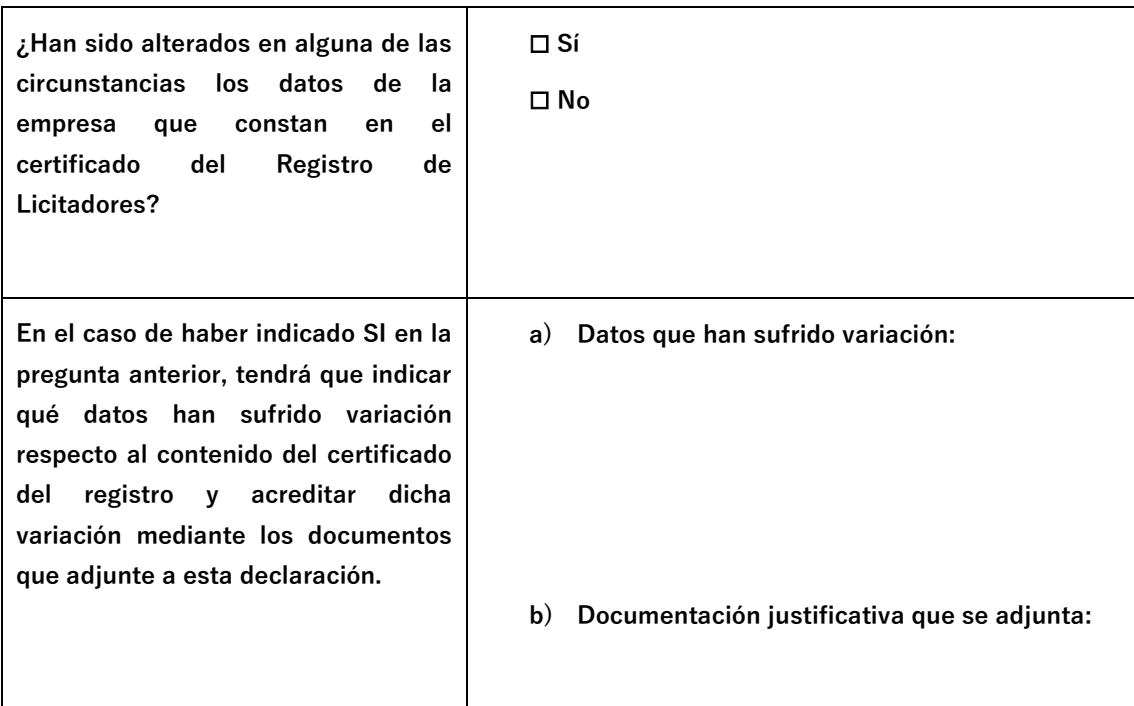 ¿Han sido alterados en alguna de las
circunstancias los datos de la
empresa que constan en el
certificado del Registro de
Licitadores?
☐ Sí
☐ No
En el caso de haber indicado SI en la
pregunta anterior, tendrá que indicar
qué datos han sufrido variación
respecto al contenido del certificado
del registro y acreditar dicha
variación mediante los documentos
que adjunte a esta declaración.
a) Datos que han sufrido variación:
b) Documentación justificativa que se adjunta: